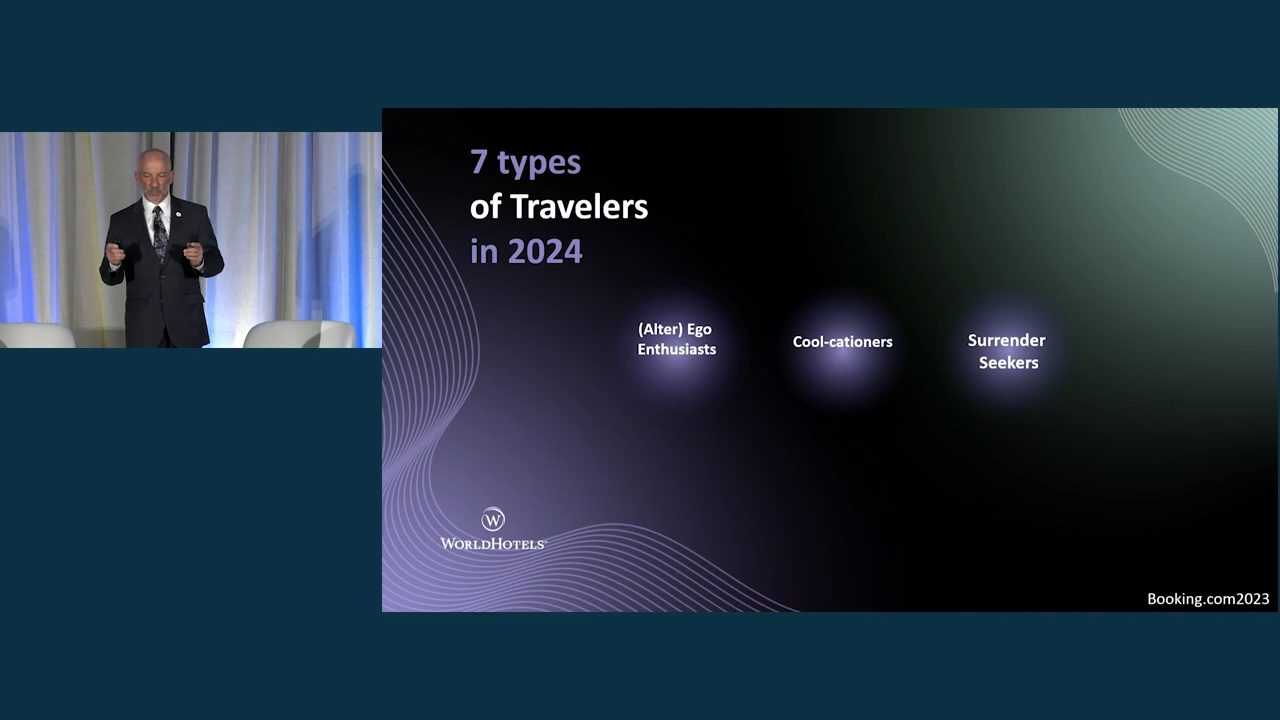 7 types
of Travelers
in 2024
(Alter) Ego
Enthusiasts
Cool-cationers
Surrender
Seekers
W
WORLDHOTELS
Booking.com2023